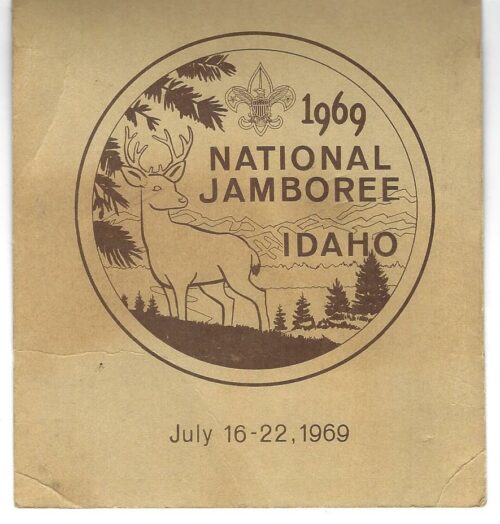 1969
NATIONAL
JAMBOREE
IDAHO
July 16-22, 1969